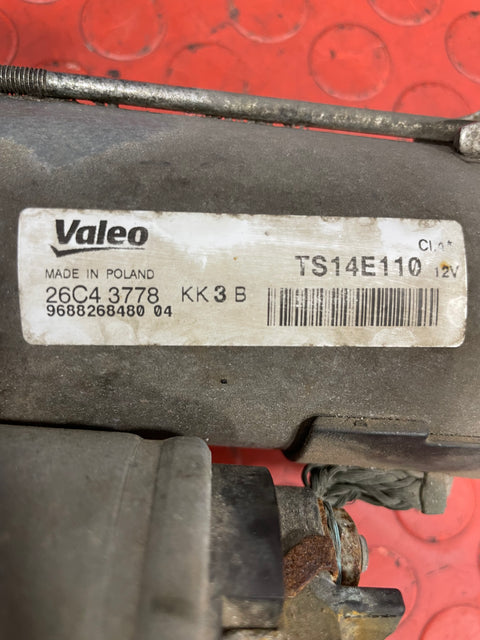 Valeo
MADE IN POLAND
TS14E110 12V
26C4 3778 KK3B
9688268480 04